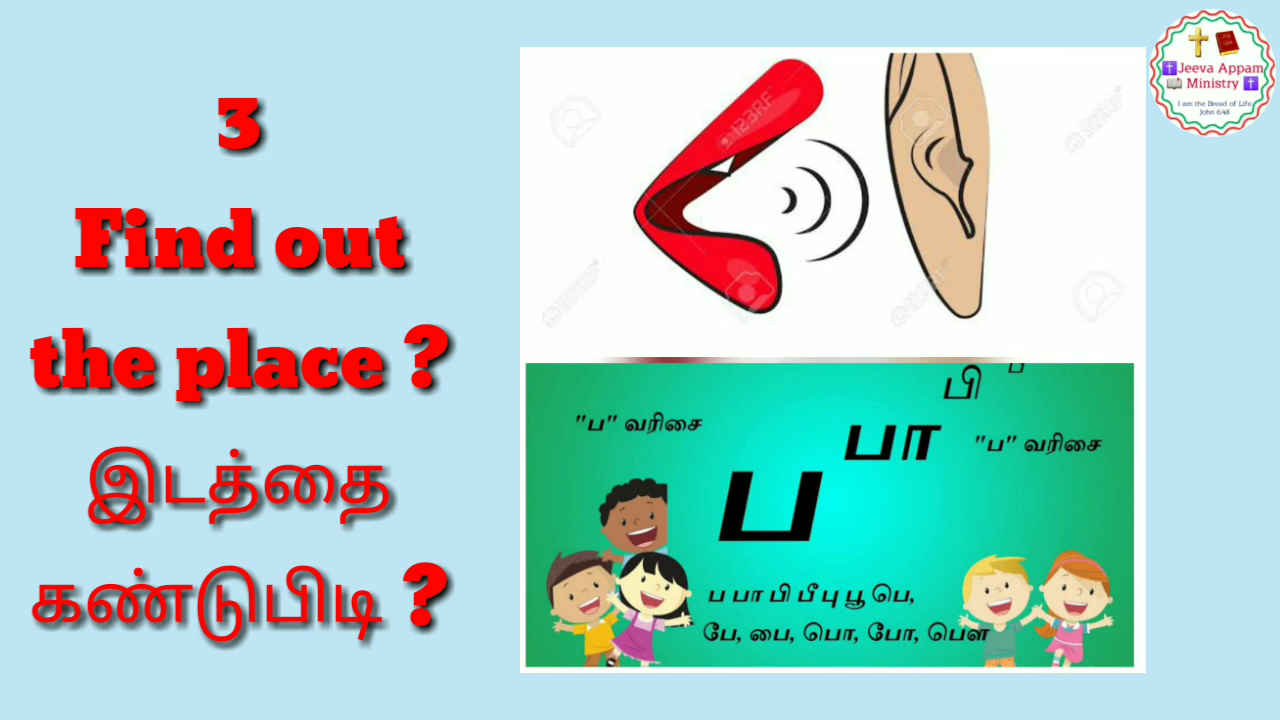 3
Find out
the place ?
இடத்தை
கண்டுபிடி ?
Jeeva Appam
Ministry
I am the Bread of Life
John 6:48
123RF
பி
"ப" வரிசை
பா
"ப" வரிசை
ப
ப பா பி பீ பு பூ பெ,
பே, பை, பொ, போ, பௌ